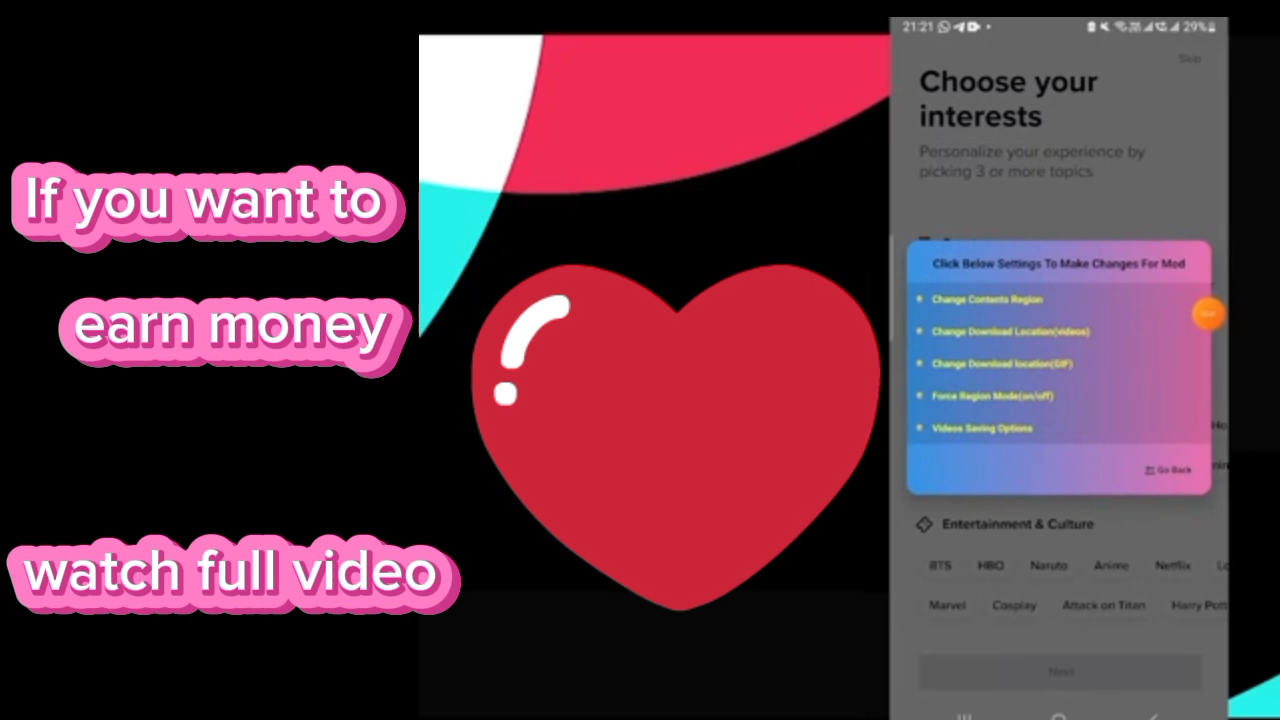 If you want to
earn money
watch full video
21:21
29%
Skip
Choose your
interests
Personalize your experience by
picking 3 or more topics
Click Below Settings To Make Changes For Mod
Change Contents Region
Change Download Location(videos)
Change Download location(GIF)
Force Region Mode(on/off)
Videos Saving Options
Go Back
Entertainment & Culture
BTS HBO Naruto Anime Netflix
Marvel Cosplay Attack on Titan Harry Pott
Next